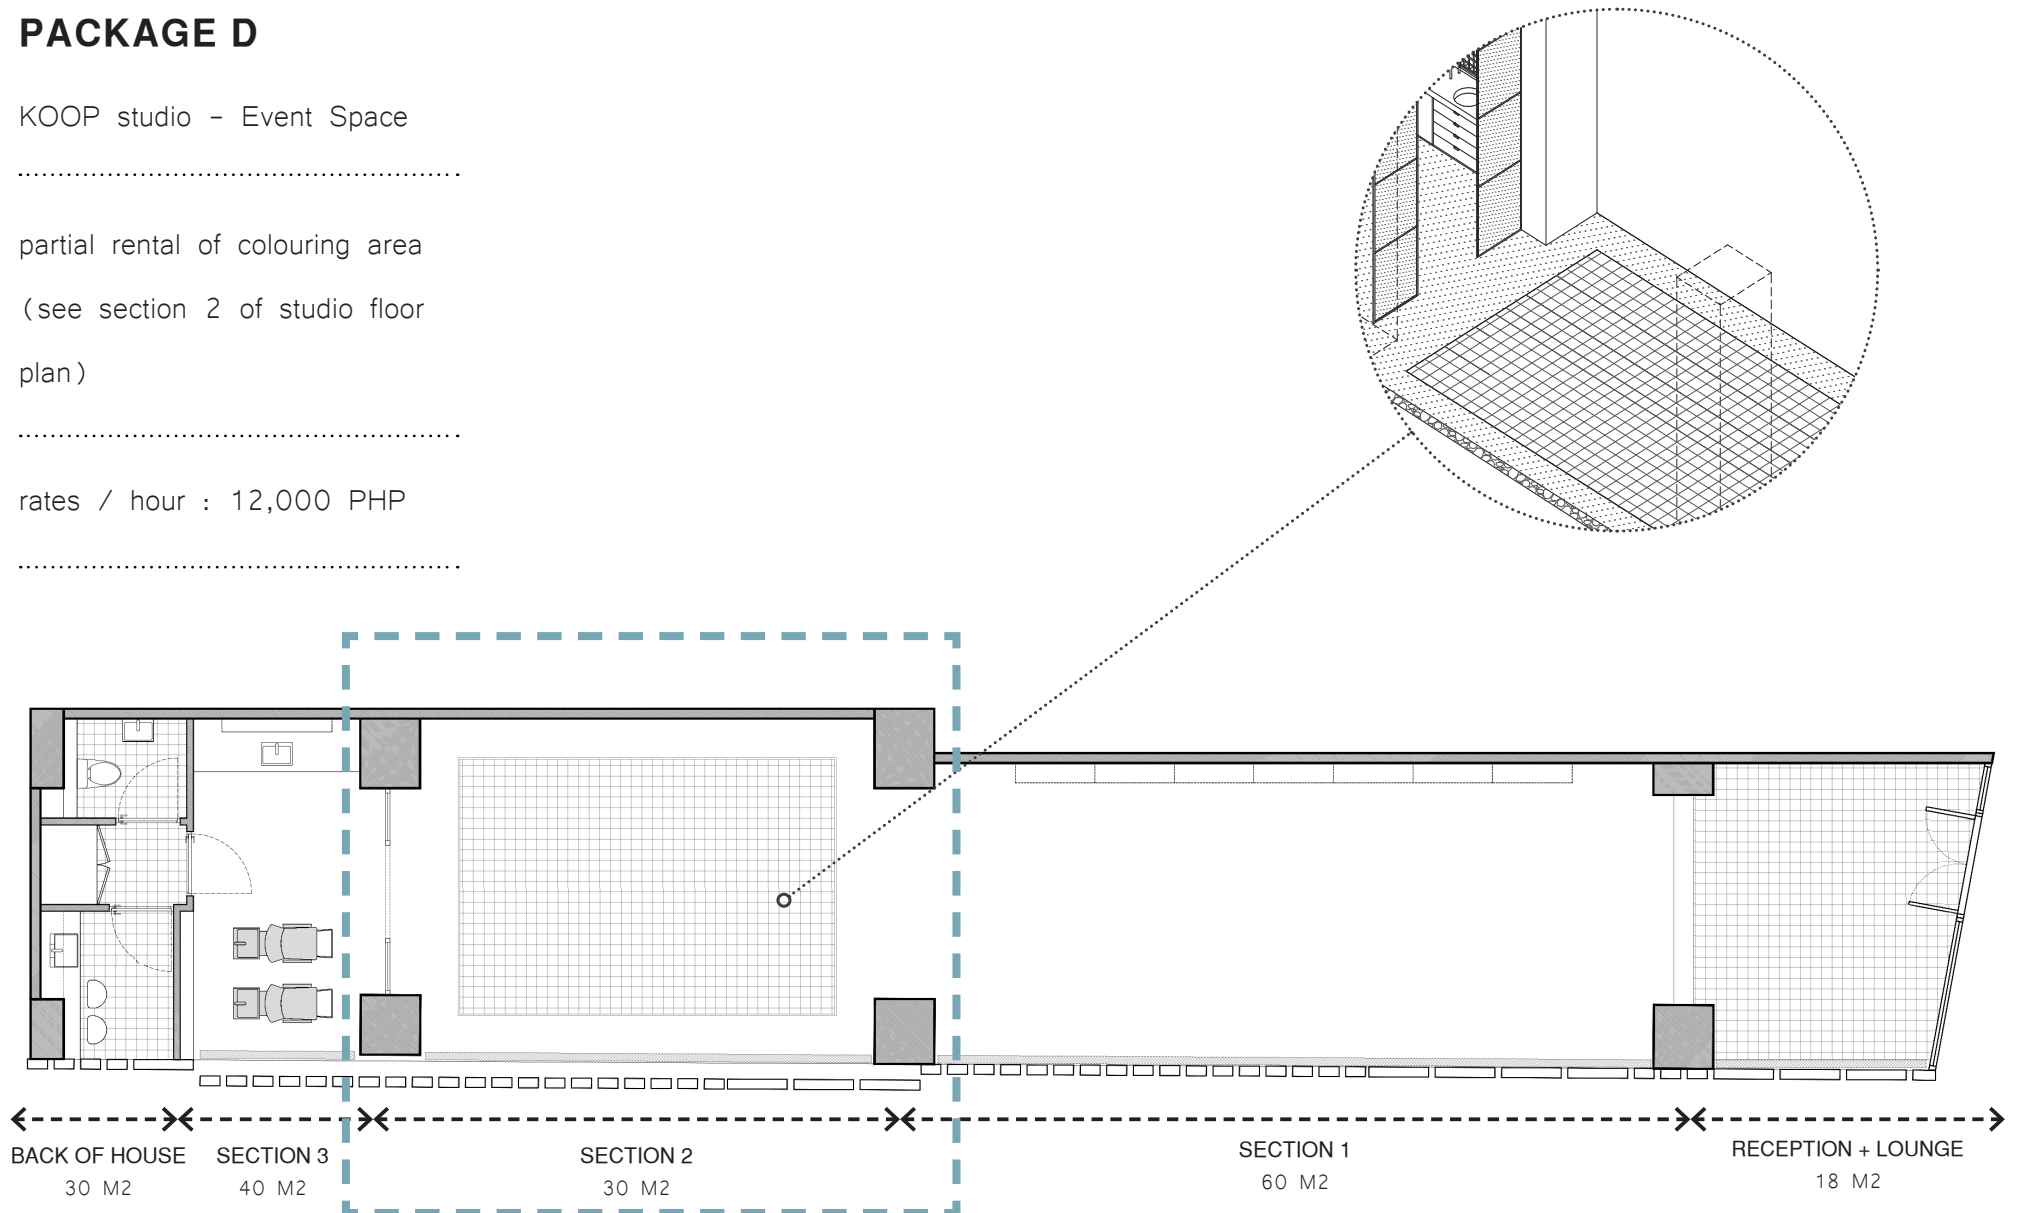 PACKAGE D
KOOP studio – Event Space
partial rental of colouring area
(see section 2 of studio floor
plan)
rates / hour : 12,000 PHP
BACK OF HOUSE
30 M2
SECTION 3
40 M2
SECTION 2
30 M2
SECTION 1
60 M2
RECEPTION + LOUNGE
18 M2